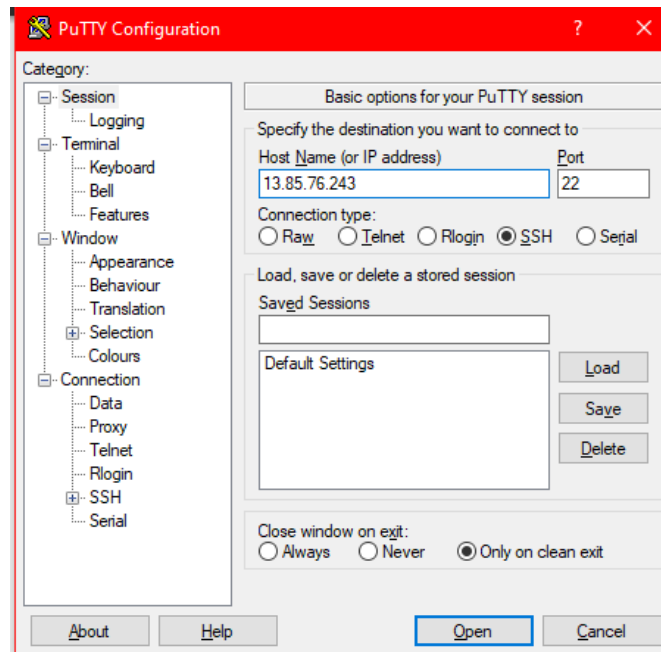 PuTTY Configuration
Category:
Session
Logging
Terminal
Keyboard
Bell
Features
Window
Appearance
Behaviour
Translation
Selection
Colours
Connection
Data
Proxy
Telnet
Rlogin
SSH
Serial
Basic options for your PuTTY session
Specify the destination you want to connect to
Host Name (or IP address) Port
13.85.76.243 22
Connection type:
Raw Telnet Rlogin SSH Serial
Load, save or delete a stored session
Saved Sessions
Default Settings
Load
Save
Delete
Close window on exit:
Always Never Only on clean exit
About Help Open Cancel